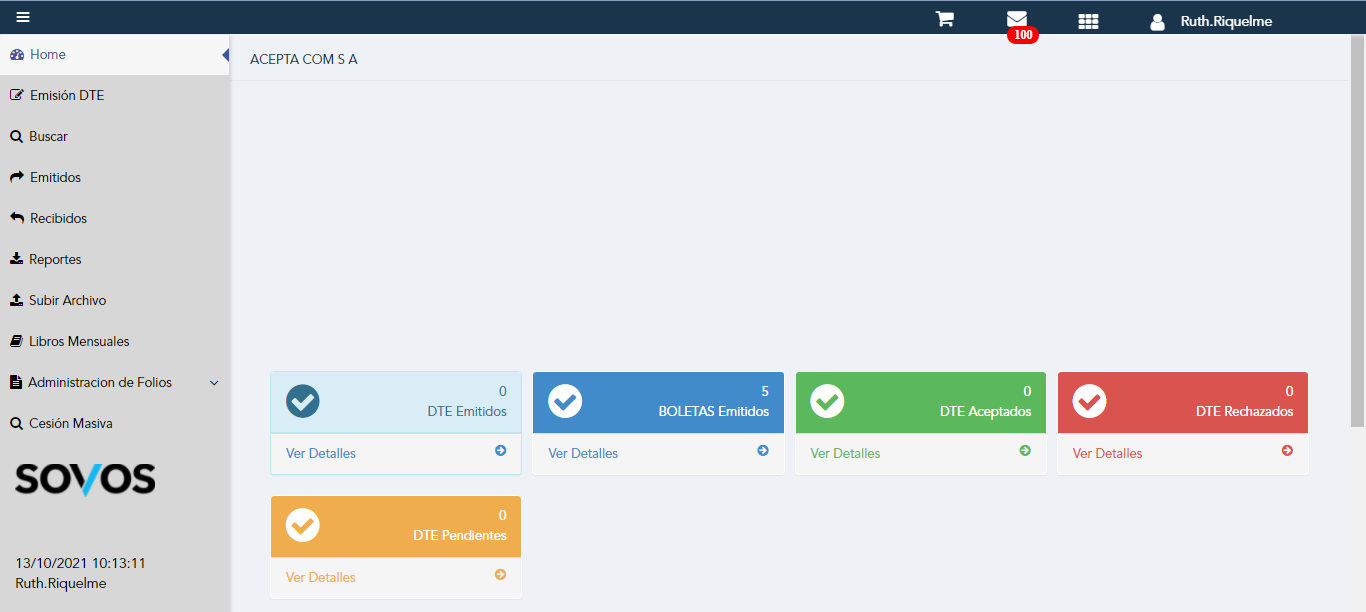 100
Ruth.Riquelme
Home
Emisión DTE
Buscar
Emitidos
Recibidos
Reportes
Subir Archivo
Libros Mensuales
Administracion de Folios
Cesión Masiva
SOVOS
13/10/2021 10:13:11
Ruth.Riquelme
ACEPTA COM S A
0
DTE Emitidos
Ver Detalles
5
BOLETAS Emitidos
Ver Detalles
0
DTE Aceptados
Ver Detalles
0
DTE Rechazados
Ver Detalles
0
DTE Pendientes
Ver Detalles